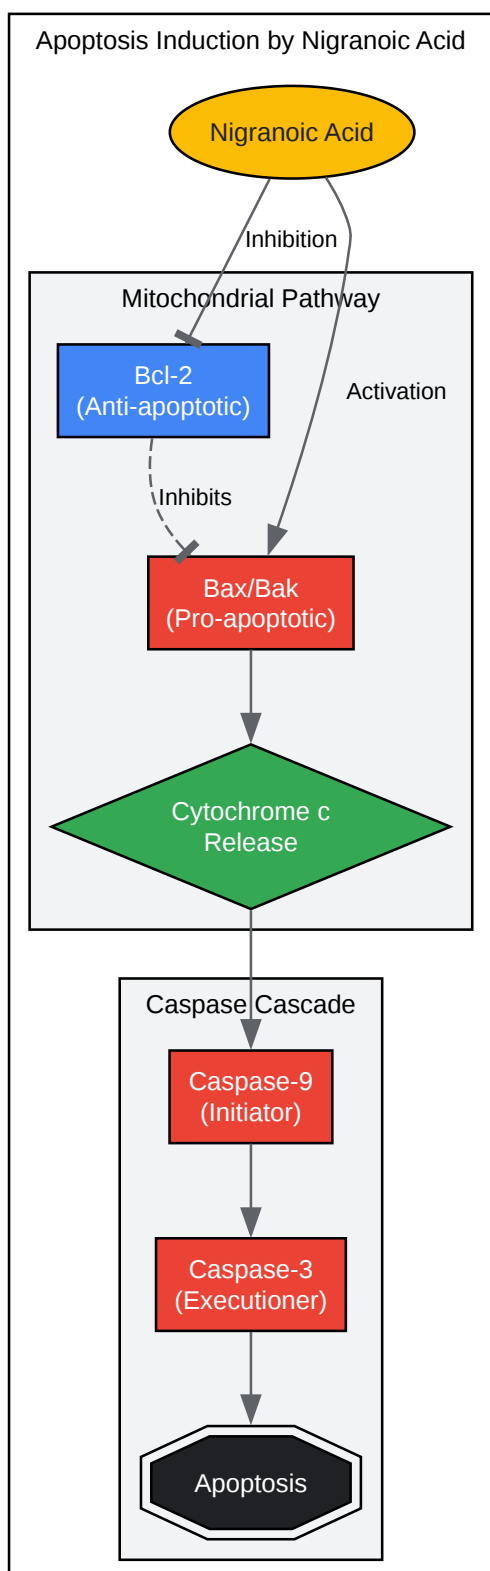 Apoptosis Induction by Nigranoic Acid
Nigranoic Acid
Inhibition
Mitochondrial Pathway
Bcl-2
(Anti-apoptotic)
Activation
Inhibits
Bax/Bak
(Pro-apoptotic)
Cytochrome c
Release
Caspase Cascade
Caspase-9
(Initiator)
Caspase-3
(Executioner)
Apoptosis